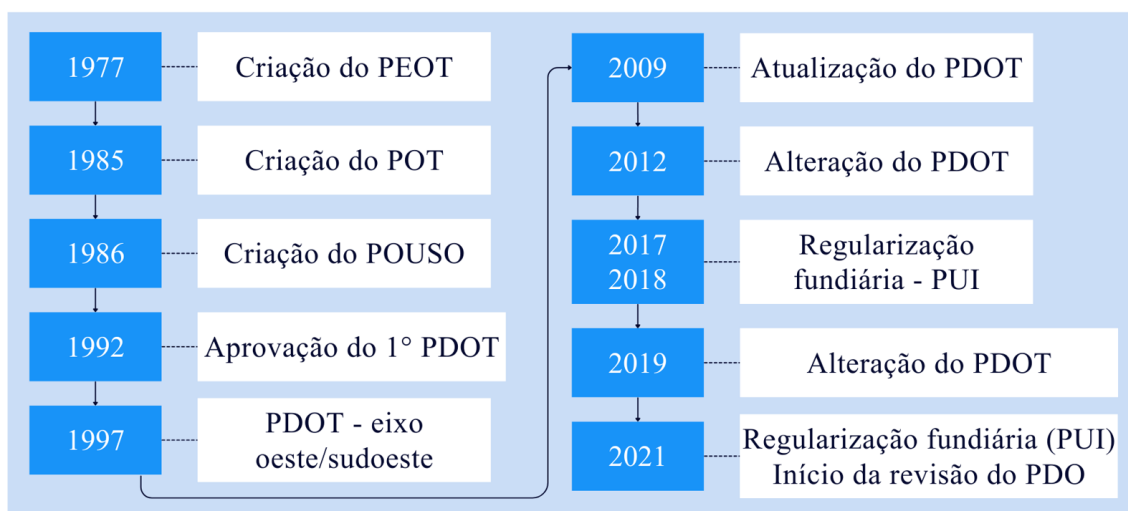 1977
Criação do PEOT
1985
Criação do POT
1986
Criação do POUSO
1992
Aprovação do 1° PDOT
1997
PDOT - eixo
oeste/sudoeste
2009
Atualização do PDOT
2012
Alteração do PDOT
2017
2018
Regularização
fundiária - PUI
2019
Alteração do PDOT
2021
Regularização fundiária (PUI)
Início da revisão do PDO